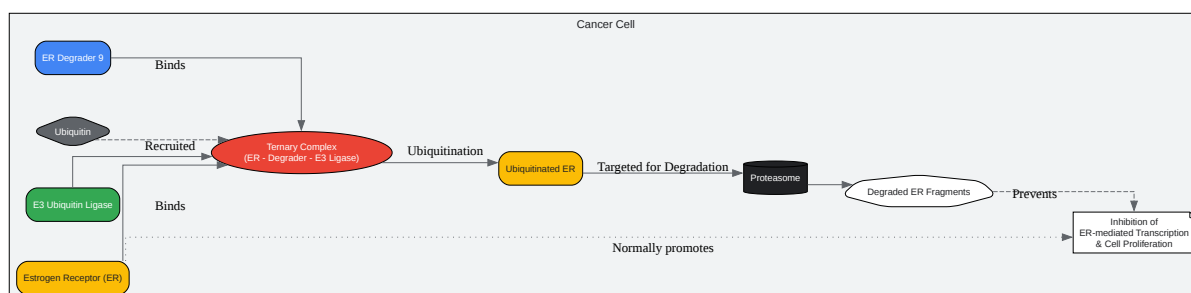 Cancer Cell
ER Degrader 9
Binds
Ubiquitin
Recruited
Ternary Complex
(ER - Degrader - E3 Ligase)
Ubiquitination
Ubiquitinated ER
Targeted for Degradation
Proteasome
Degraded ER Fragments
Prevents
E3 Ubiquitin Ligase
Binds
Inhibition of
ER-mediated Transcription
& Cell Proliferation
Normally promotes
Estrogen Receptor (ER)